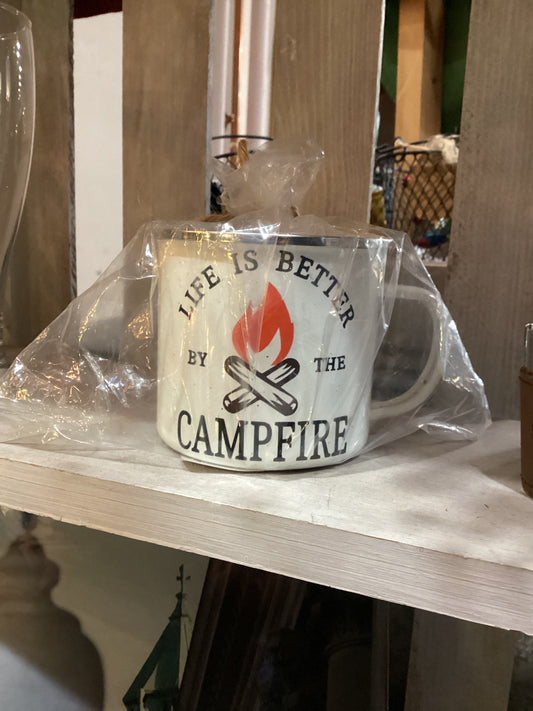 LIFE IS BETTER
BY THE
CAMPFIRE